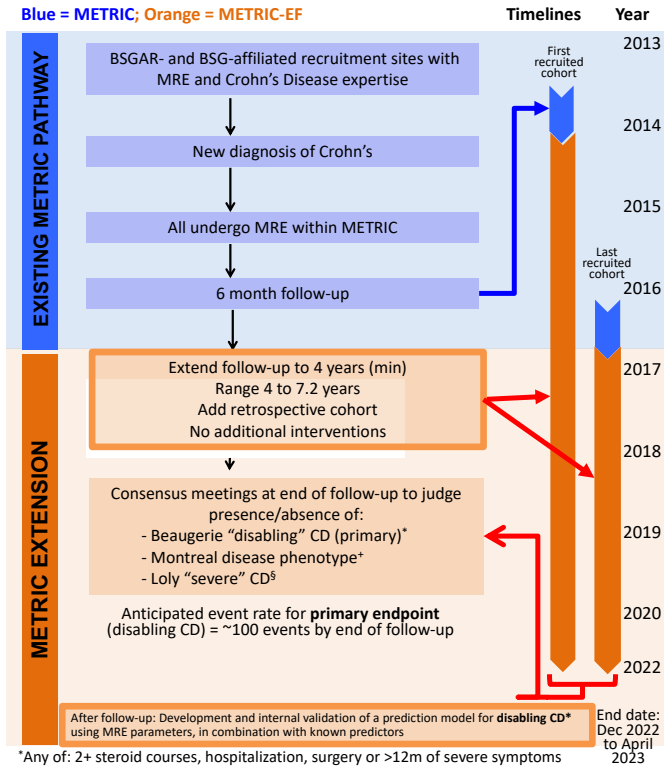 Blue = METRIC; Orange = METRIC-EF
Timelines
Year
EXISTING METRIC PATHWAY
BSGAR- and BSG-affiliated recruitment sites with
MRE and Crohn's Disease expertise
New diagnosis of Crohn's
All undergo MRE within METRIC
6 month follow-up
First
recruited
cohort
Last
recruited
cohort
2013
2014
2015
2016
2017
2018
2019
2020
2022
METRIC EXTENSION
Extend follow-up to 4 years (min)
Range 4 to 7.2 years
Add retrospective cohort
No additional interventions
Consensus meetings at end of follow-up to judge
presence/absence of:
- Beaugerie "disabling" CD (primary)*
- Montreal disease phenotype+
- Loly "severe" CD§
Anticipated event rate for primary endpoint
(disabling CD) = ~100 events by end of follow-up
After follow-up: Development and internal validation of a prediction model for disabling CD*
using MRE parameters, in combination with known predictors
End date:
Dec 2022
to April
2023
*Any of: 2+ steroid courses, hospitalization, surgery or >12m of severe symptoms